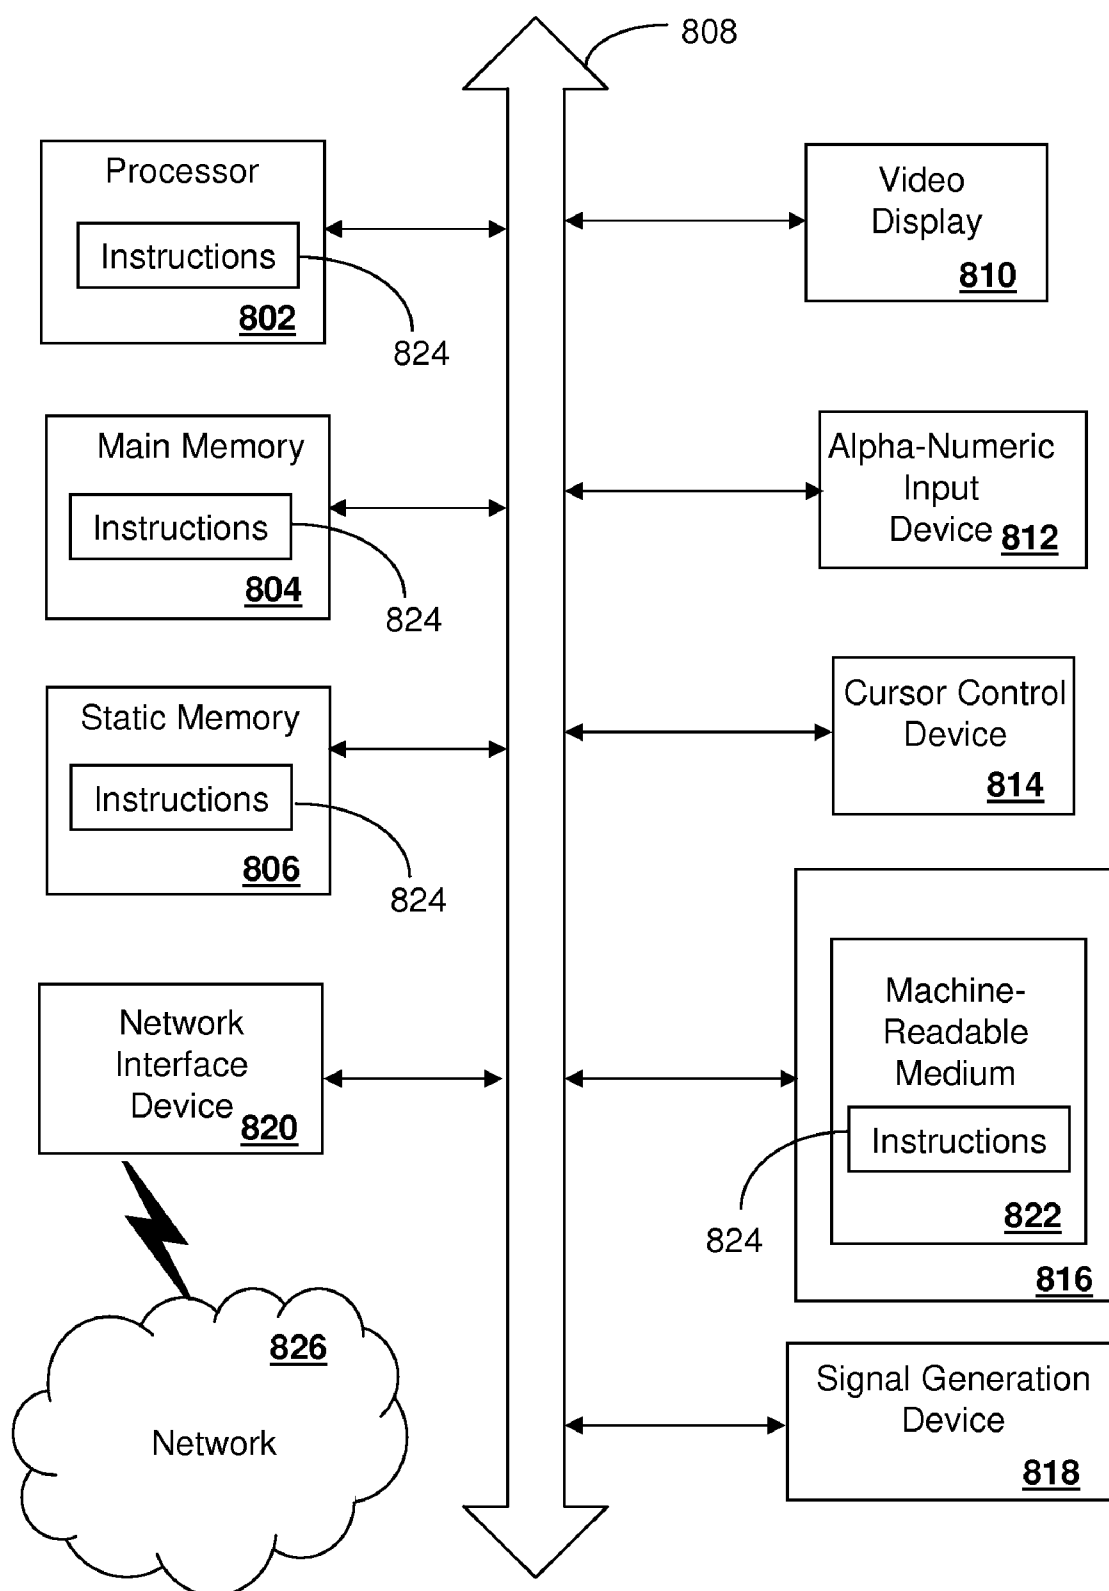 808
Processor
Instructions
802
824
Main Memory
Instructions
804
824
Static Memory
Instructions
806
824
Network
Interface
Device
820
826
Network
Video
Display
810
Alpha-Numeric
Input
Device
812
Cursor Control
Device
814
Machine-
Readable
Medium
Instructions
822
824
816
Signal Generation
Device
818